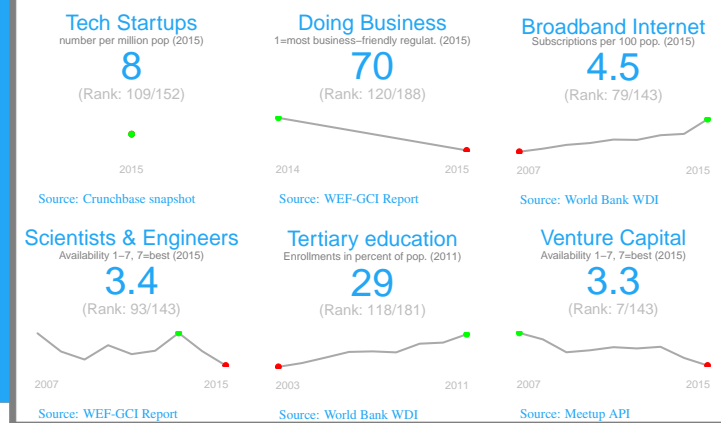 Tech Startups
number per million pop (2015)
8
(Rank: 109/152)
2015
Source: Crunchbase snapshot
Doing Business
1=most business−friendly regulat. (2015)
70
(Rank: 120/188)
2014 2015
Source: WEF-GCI Report
Broadband Internet
Subscriptions per 100 pop. (2015)
4.5
(Rank: 79/143)
2007 2015
Source: World Bank WDI
Scientists & Engineers
Availability 1−7, 7=best (2015)
3.4
(Rank: 93/143)
2007 2015
Source: WEF-GCI Report
Tertiary education
Enrollments in percent of pop. (2011)
29
(Rank: 118/181)
2003 2011
Source: World Bank WDI
Venture Capital
Availability 1−7, 7=best (2015)
3.3
(Rank: 7/143)
2007 2015
Source: Meetup API